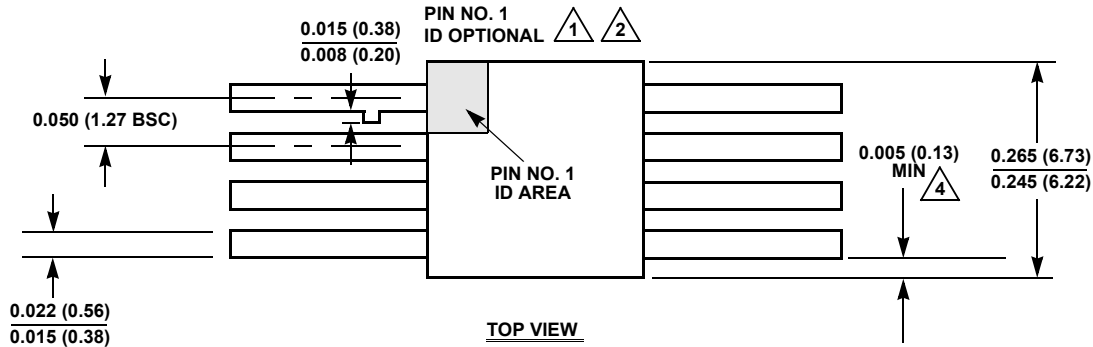 PIN NO. 1
ID OPTIONAL 1 2
0.015 (0.38)
0.008 (0.20)
0.050 (1.27 BSC)
PIN NO. 1
ID AREA
0.005 (0.13)
MIN 4
0.265 (6.73)
0.245 (6.22)
0.022 (0.56)
0.015 (0.38)
TOP VIEW